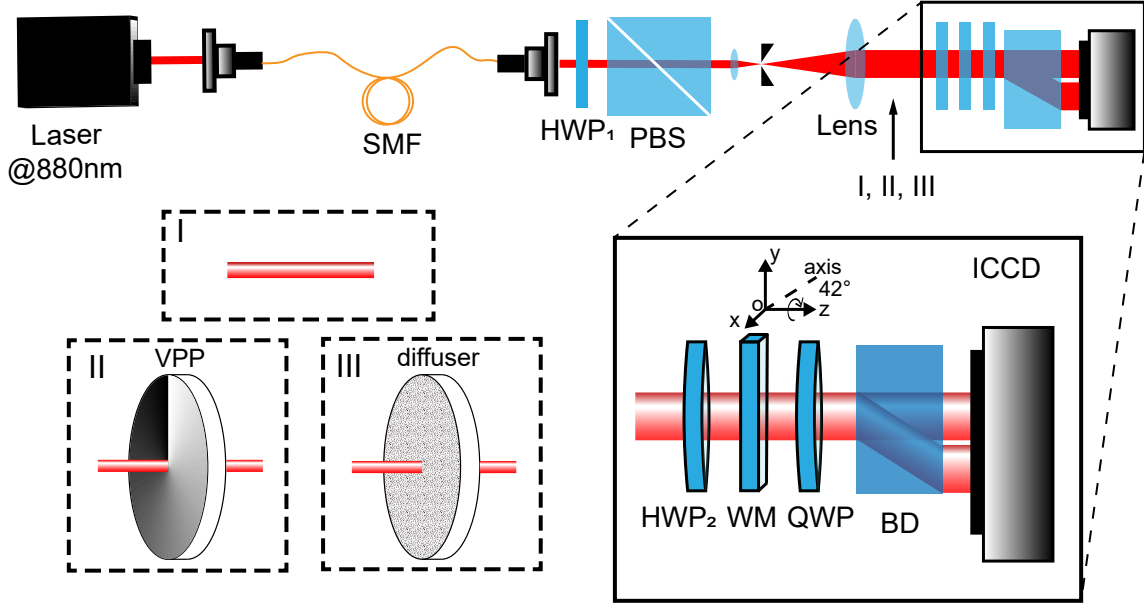 Laser
@880nm
SMF
HWP₁
PBS
Lens
I, II, III
I
II
VPP
III
diffuser
y
axis
42°
o
x
z
ICCD
HWP₂
WM
QWP
BD